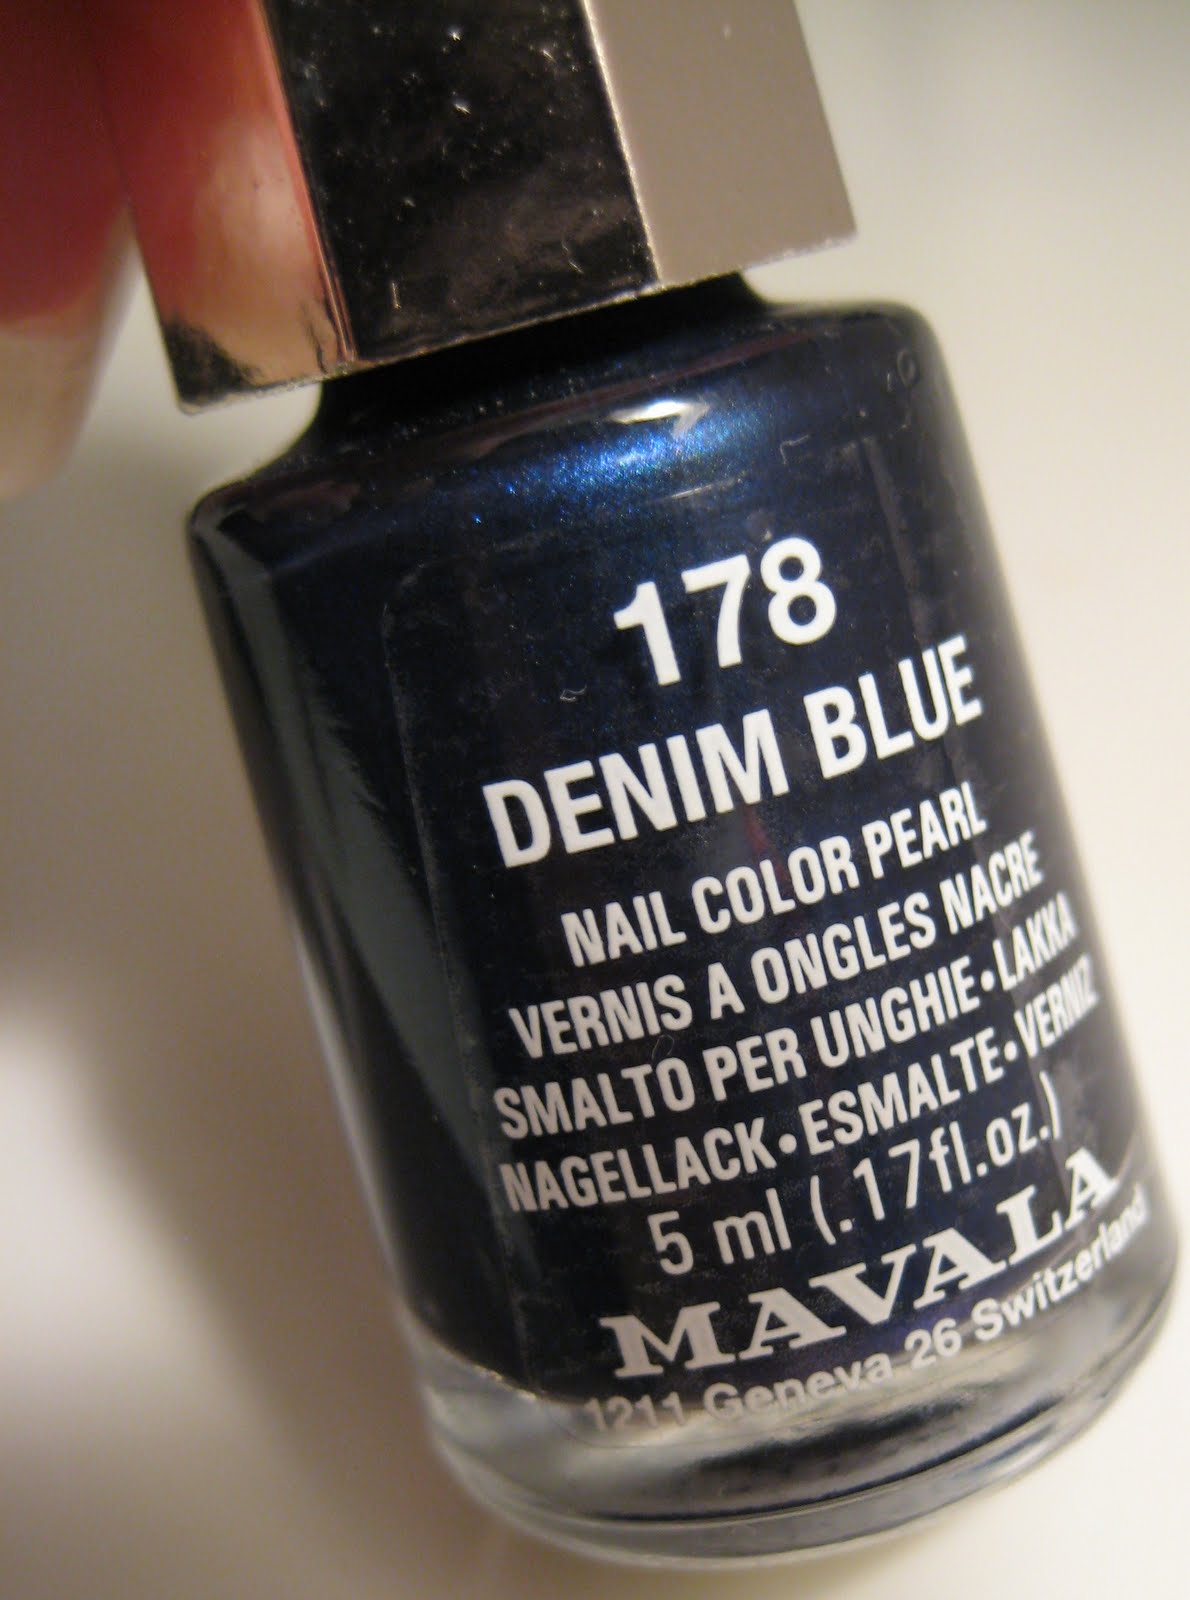 178
DENIM BLUE
NAIL COLOR PEARL
VERNIS A ONGLES NACRE
SMALTO PER UNGHIE•LAKKA
NAGELLACK•ESMALTE•VERNIZ
5 ml (.17fl.oz.)
MAVALA
1211 Geneva 26 Switzerland